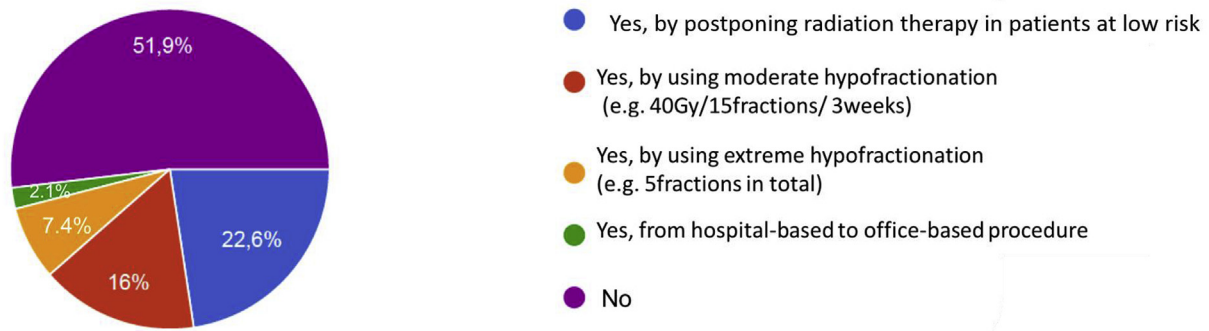 51,9%
2.1%
7.4%
16%
22,6%
Yes, by postponing radiation therapy in patients at low risk
Yes, by using moderate hypofractionation
(e.g. 40Gy/15fractions/ 3weeks)
Yes, by using extreme hypofractionation
(e.g. 5fractions in total)
Yes, from hospital-based to office-based procedure
No